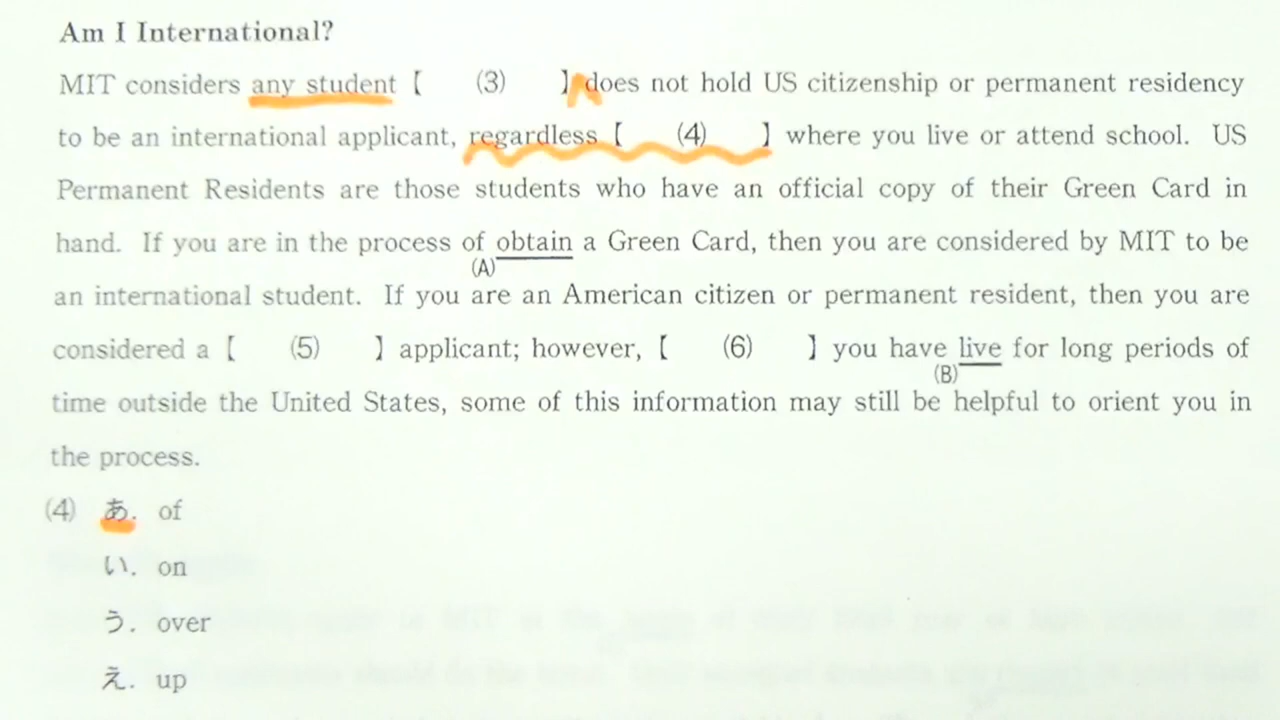 Am I International?
MIT considers any student【 (3) 】does not hold US citizenship or permanent residency
to be an international applicant, regardless【 (4) 】where you live or attend school. US
Permanent Residents are those students who have an official copy of their Green Card in
hand. If you are in the process of obtain a Green Card, then you are considered by MIT to be
(A)
an international student. If you are an American citizen or permanent resident, then you are
considered a【 (5) 】applicant; however,【 (6) 】you have live for long periods of
(B)
time outside the United States, some of this information may still be helpful to orient you in
the process.
(4) あ. of
い. on
う. over
え. up